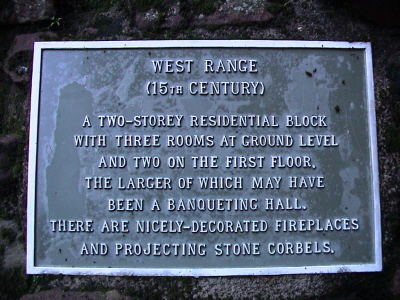 WEST RANGE
(15TH CENTURY)
A TWO-STOREY RESIDENTIAL BLOCK
WITH THREE ROOMS AT GROUND LEVEL
AND TWO ON THE FIRST FLOOR,
THE LARGER OF WHICH MAY HAVE
BEEN A BANQUETING HALL.
THERE ARE NICELY-DECORATED FIREPLACES
AND PROJECTING STONE CORBELS.